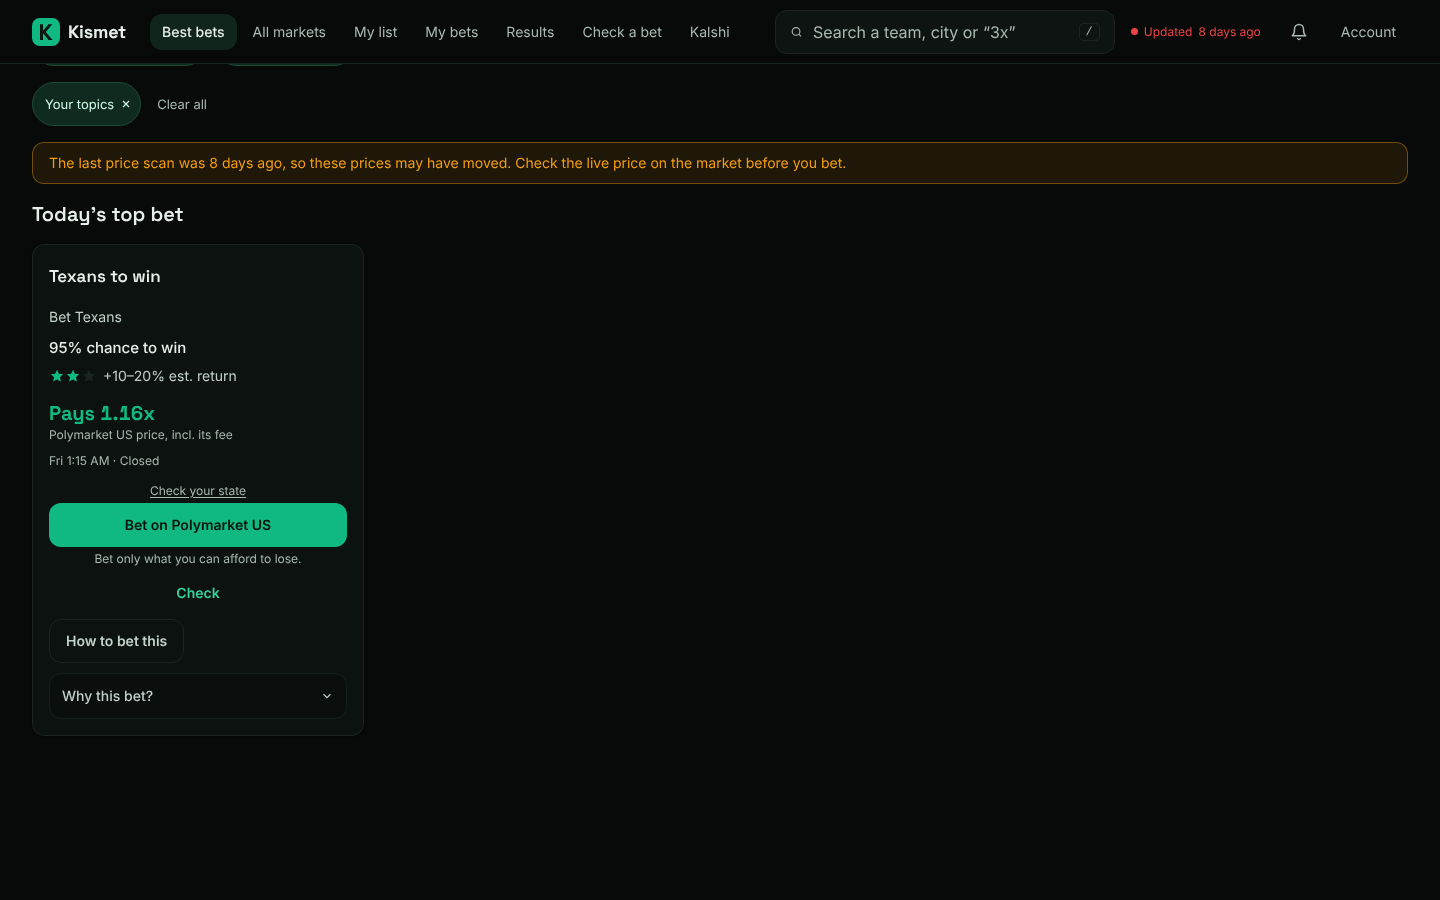 Kismet
Best bets
All markets
My list
My bets
Results
Check a bet
Kalshi
Search a team, city or “3x”
/
Updated 8 days ago
Account
Your topics ×
Clear all
The last price scan was 8 days ago, so these prices may have moved. Check the live price on the market before you bet.
Today’s top bet
Texans to win
Bet Texans
95% chance to win
+10–20% est. return
Pays 1.16x
Polymarket US price, incl. its fee
Fri 1:15 AM · Closed
Check your state
Bet on Polymarket US
Bet only what you can afford to lose.
Check
How to bet this
Why this bet?